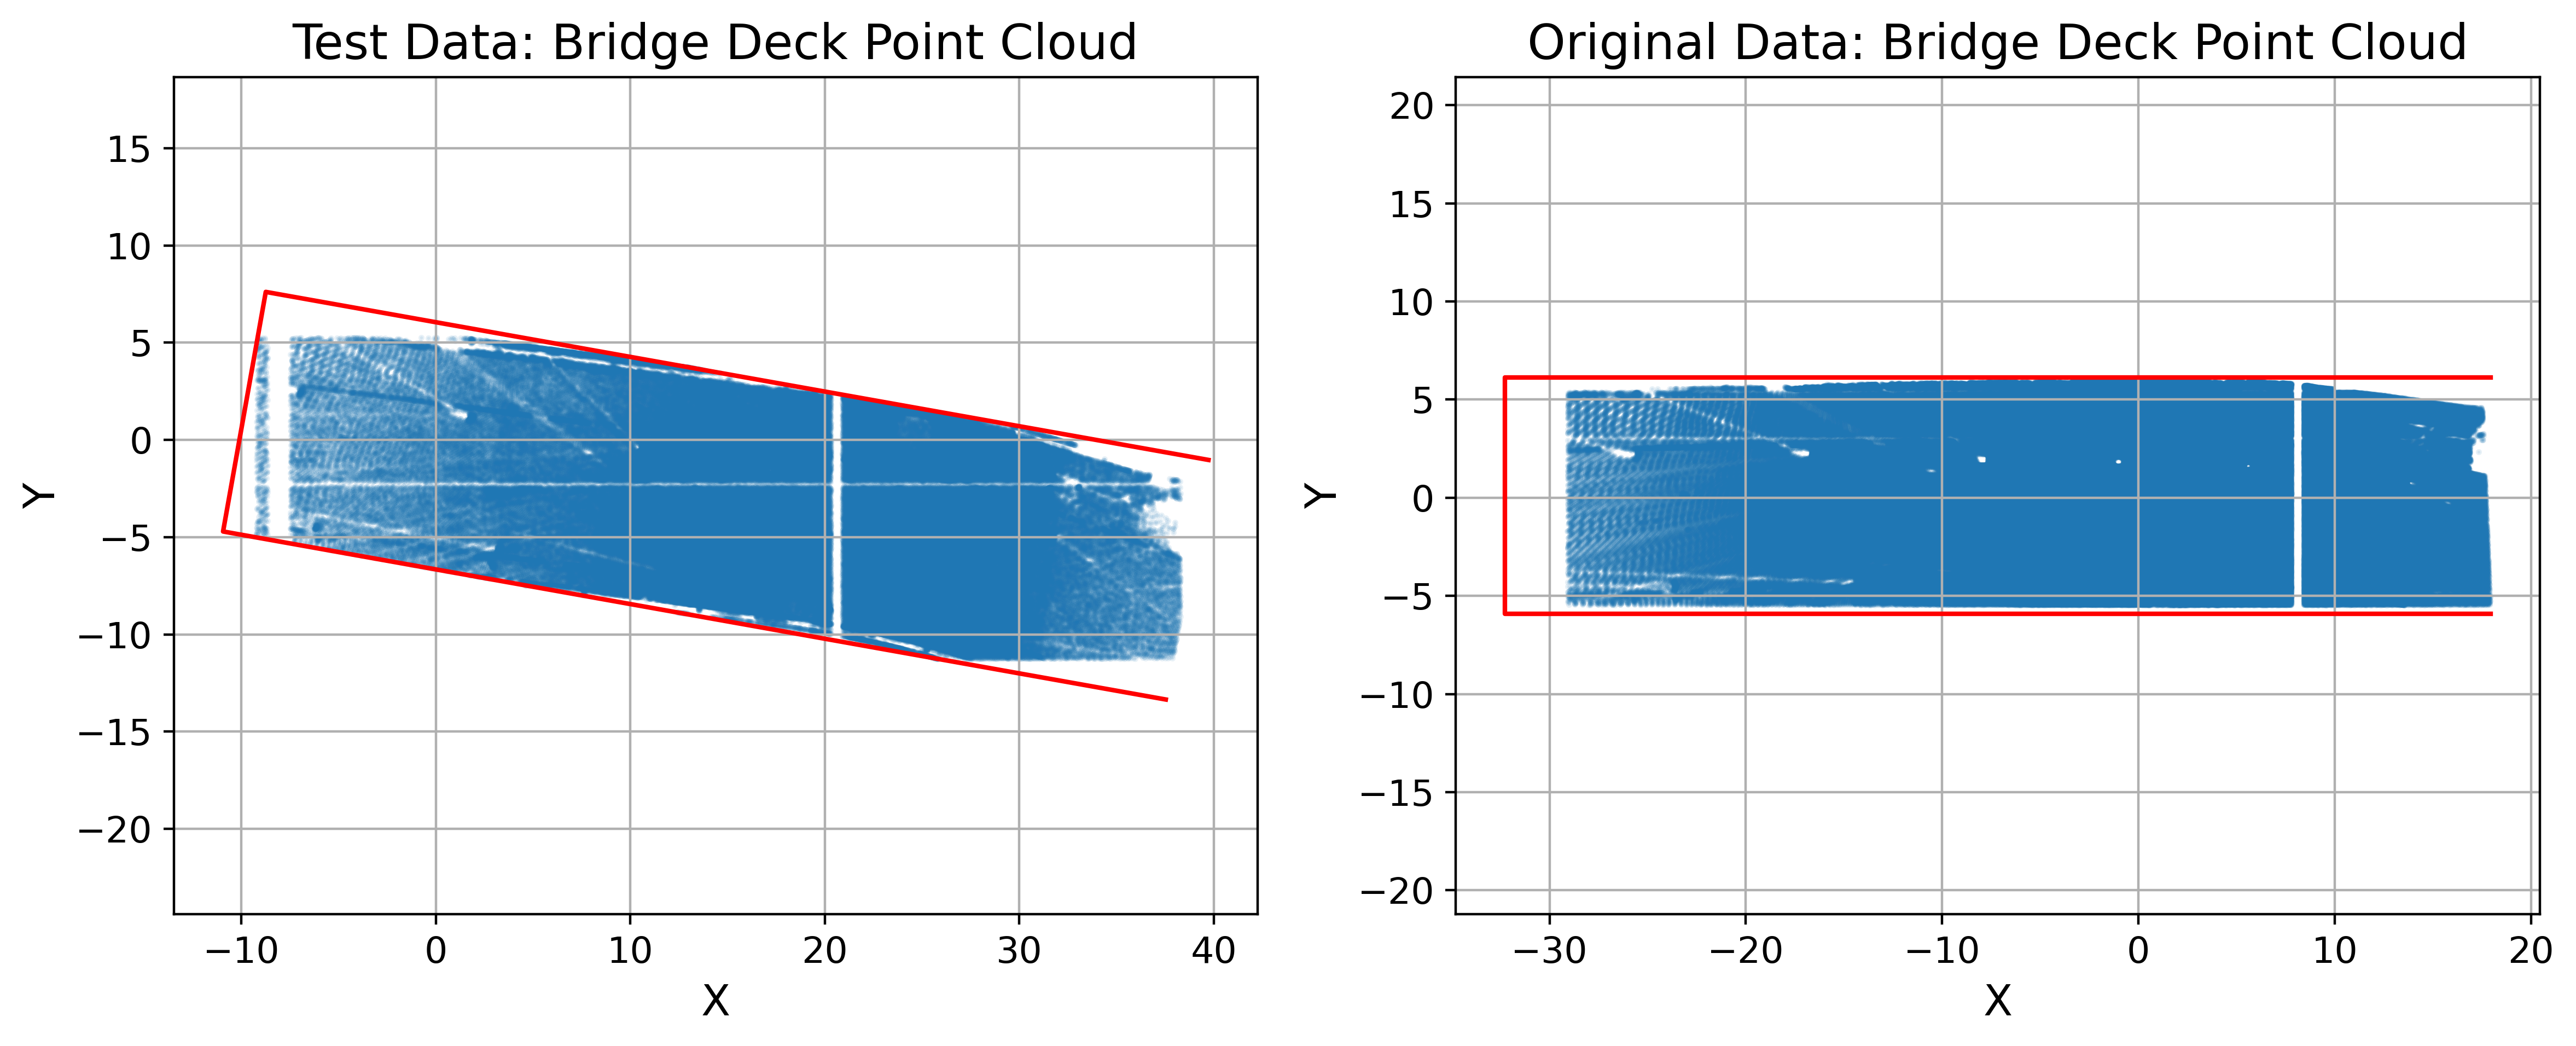 Test Data: Bridge Deck Point Cloud
15
10
5
0
−5
−10
−15
−20
Y
−10 0 10 20 30 40
X
Original Data: Bridge Deck Point Cloud
20
15
10
5
0
−5
−10
−15
−20
Y
−30 −20 −10 0 10 20
X